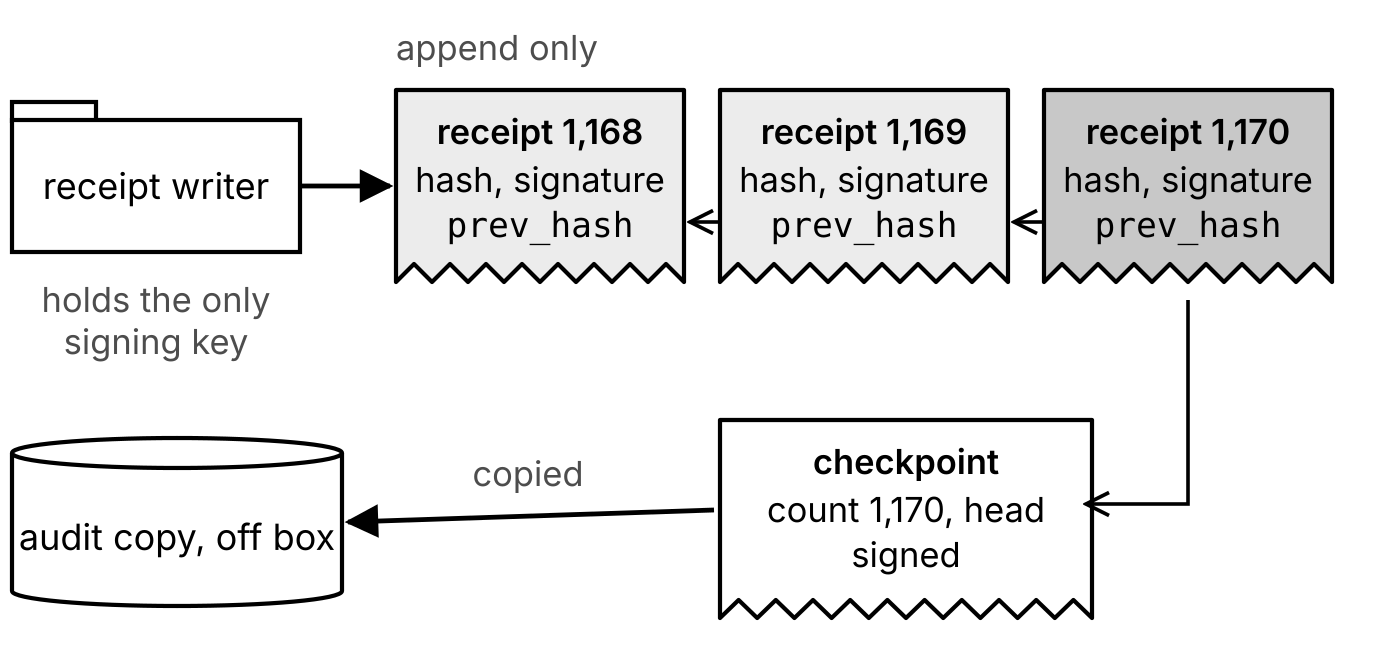 append only
receipt writer
holds the only
signing key
receipt 1,168
hash, signature
prev_hash
receipt 1,169
hash, signature
prev_hash
receipt 1,170
hash, signature
prev_hash
audit copy, off box
copied
checkpoint
count 1,170, head
signed